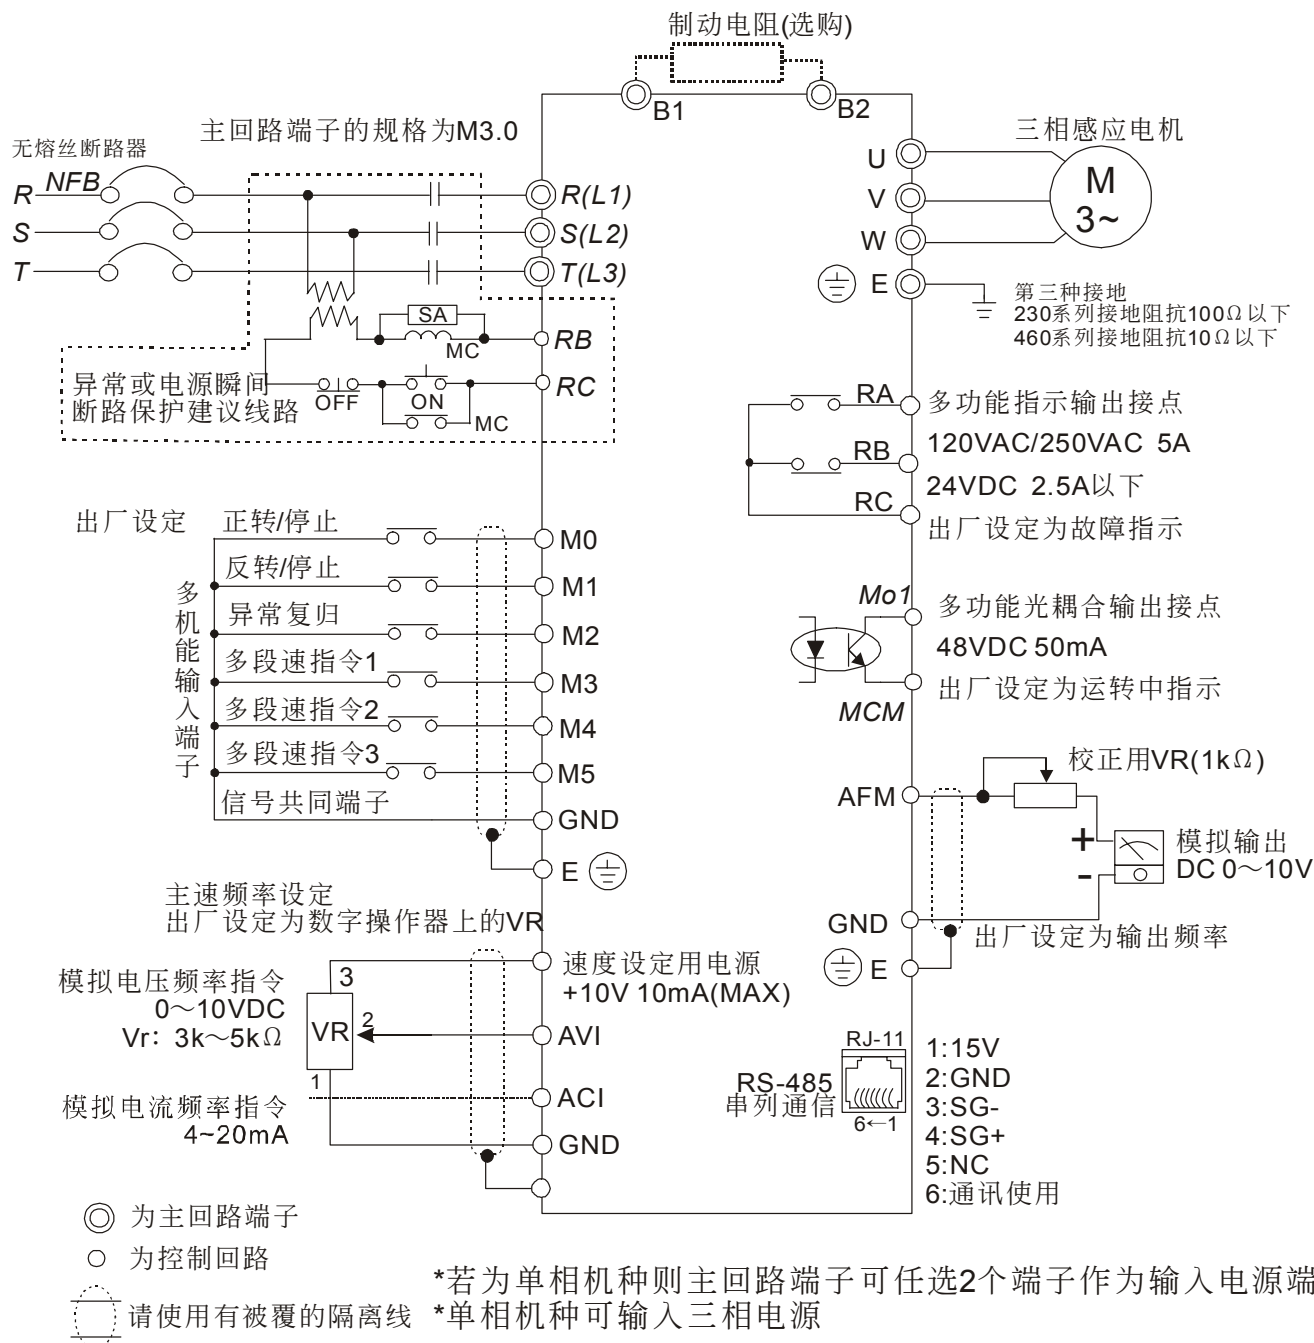 制动电阻(选购)
B1
B2
主回路端子的规格为M3.0
三相感应电机
无熔丝断路器
NFB
R
S
T
R(L1)
S(L2)
T(L3)
U
V
W
E
M
3~
第三种接地
230系列接地阻抗100Ω以下
460系列接地阻抗10Ω以下
SA
MC
RB
RC
异常或电源瞬间
断路保护建议线路
OFF
ON
MC
RA
RB
RC
多功能指示输出接点
120VAC/250VAC 5A
24VDC 2.5A以下
出厂设定为故障指示
出厂设定
正转/停止
反转/停止
异常复归
多段速指令1
多段速指令2
多段速指令3
信号共同端子
多机能输入端子
M0
M1
M2
M3
M4
M5
GND
E
Mo1
MCM
多功能光耦合输出接点
48VDC 50mA
出厂设定为运转中指示
AFM
校正用VR(1kΩ)
+
-
模拟输出
DC 0～10V
GND
出厂设定为输出频率
E
主速频率设定
出厂设定为数字操作器上的VR
模拟电压频率指令
0～10VDC
Vr: 3k～5kΩ
3
VR
2
1
速度设定用电源
+10V 10mA(MAX)
AVI
模拟电流频率指令
4~20mA
ACI
GND
RS-485
串列通信
RJ-11
6←1
1:15V
2:GND
3:SG-
4:SG+
5:NC
6:通讯使用
为主回路端子
为控制回路
请使用有被覆的隔离线
*若为单相机种则主回路端子可任选2个端子作为输入电源端
*单相机种可输入三相电源